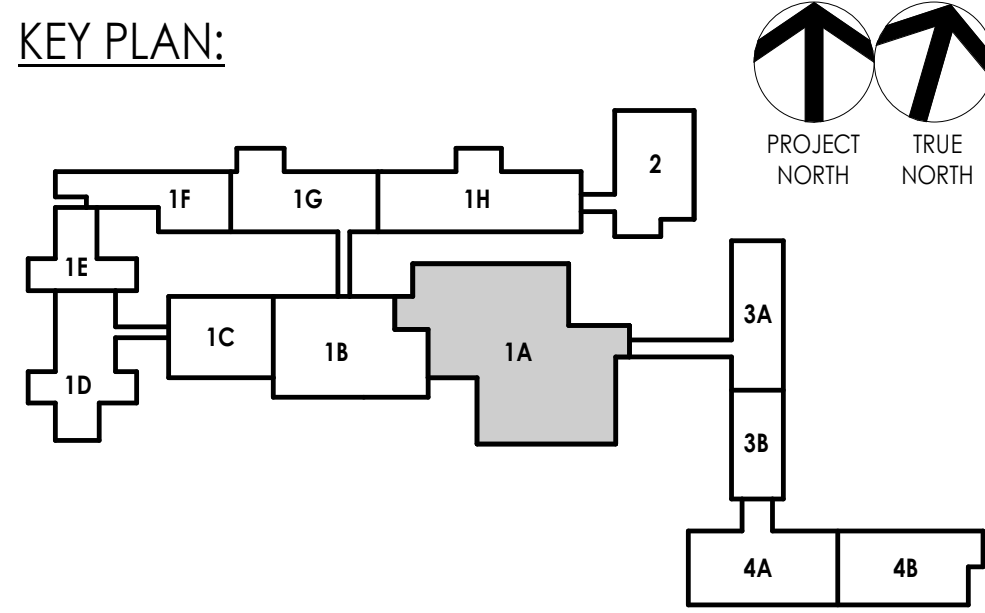 KEY PLAN:
PROJECT
NORTH
TRUE
NORTH
2
1F
1G
1H
1E
3A
1C
1B
1A
1D
3B
4A
4B